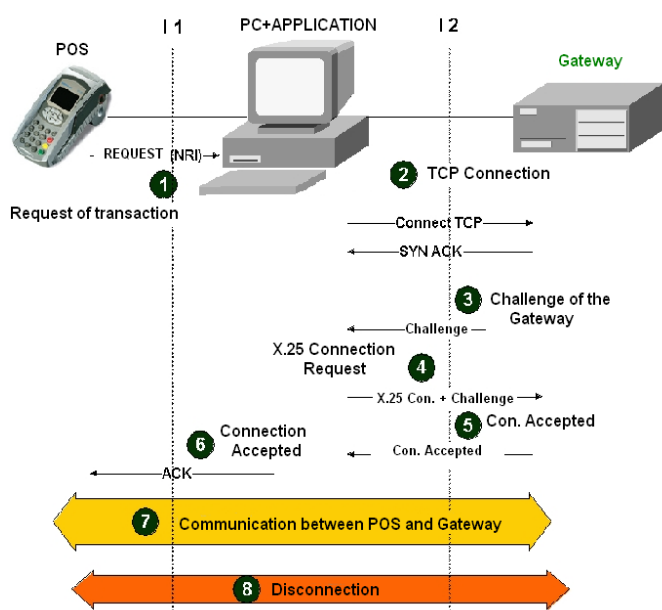 I 1
PC+APPLICATION
I 2
POS
Gateway
REQUEST (NRI)
1
Request of transaction
2
TCP Connection
Connect TCP
SYN ACK
3
Challenge of the
Gateway
Challenge
X.25 Connection
Request
4
X.25 Con. + Challenge
5
Con. Accepted
6
Connection
Accepted
Con. Accepted
ACK
7
Communication between POS and Gateway
8
Disconnection